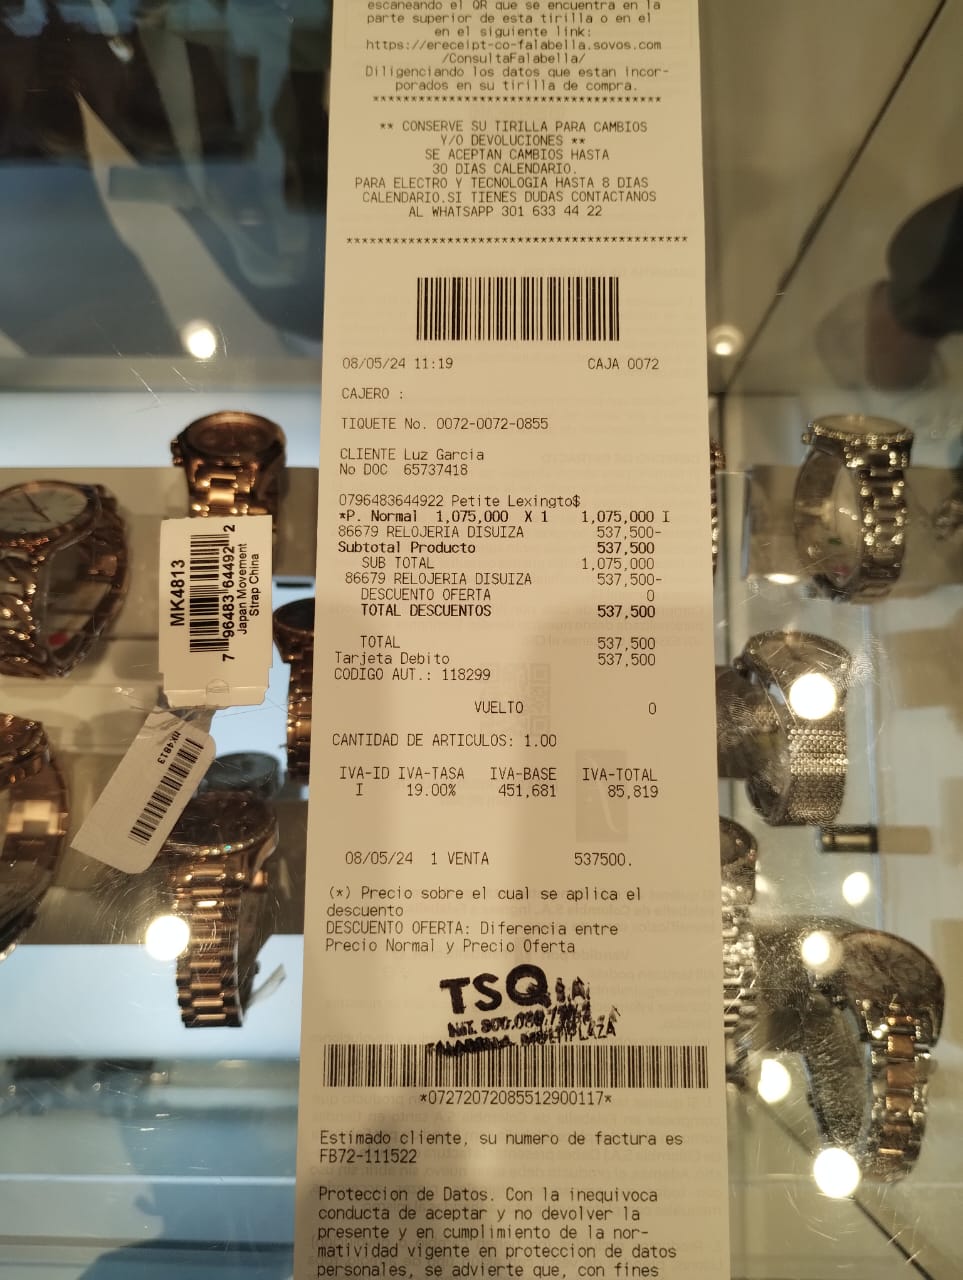 escaneando el QR que se encuentra en la
parte superior de esta tirilla o en el
en el siguiente link:
https://ereceipt-co-falabella.sovos.com
/ConsultaFalabella/
Diligenciando los datos que estan incor-
porados en su tirilla de compra.
***************************************
** CONSERVE SU TIRILLA PARA CAMBIOS
Y/O DEVOLUCIONES **
SE ACEPTAN CAMBIOS HASTA
30 DIAS CALENDARIO.
PARA ELECTRO Y TECNOLOGIA HASTA 8 DIAS
CALENDARIO.SI TIENES DUDAS CONTACTANOS
AL WHATSAPP 301 633 44 22
*********************************************
08/05/24 11:19 CAJA 0072
CAJERO :
TIQUETE No. 0072-0072-0855
CLIENTE Luz Garcia
No DOC 65737418
0796483644922 Petite Lexingto$
*P. Normal 1,075,000 X 1 1,075,000 I
86679 RELOJERIA DISUIZA 537,500-
Subtotal Producto 537,500
SUB TOTAL 1,075,000
86679 RELOJERIA DISUIZA 537,500-
DESCUENTO OFERTA 0
TOTAL DESCUENTOS 537,500
TOTAL 537,500
Tarjeta Debito 537,500
CODIGO AUT.: 118299
VUELTO 0
CANTIDAD DE ARTICULOS: 1.00
IVA-ID IVA-TASA IVA-BASE IVA-TOTAL
I 19.00% 451,681 85,819
08/05/24 1 VENTA 537500.
(*) Precio sobre el cual se aplica el
descuento
DESCUENTO OFERTA: Diferencia entre
Precio Normal y Precio Oferta
TSQ
NIT.
FALABELLA MULTIPLAZA
*07272072085512900117*
Estimado cliente, su numero de factura es
FB72-111522
Proteccion de Datos. Con la inequivoca
conducta de aceptar y no devolver la
presente y en cumplimiento de la nor-
matividad vigente en proteccion de datos
personales, se advierte que, con fines
MK4813
7 96483 64492 2
Japan Movement
Strap China
MK4813